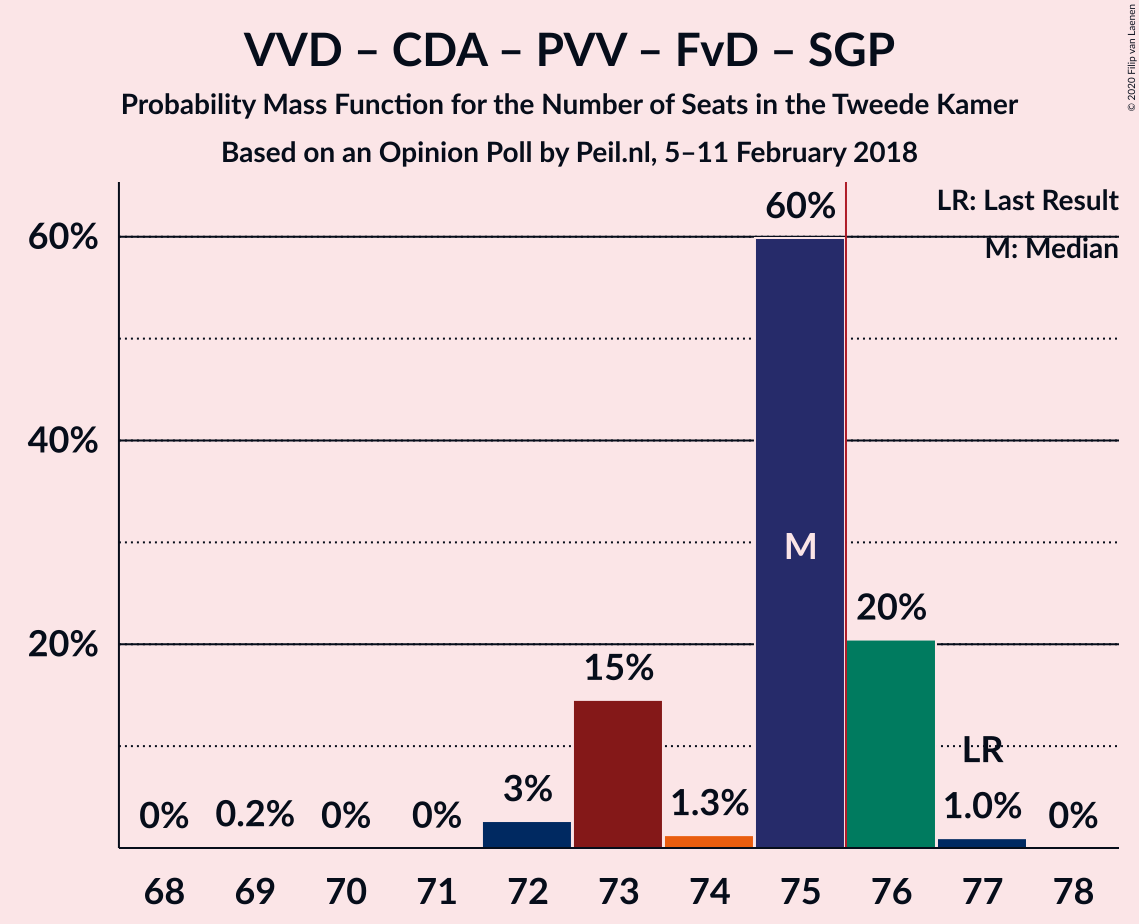 VVD – CDA – PVV – FvD – SGP
Probability Mass Function for the Number of Seats in the Tweede Kamer
Based on an Opinion Poll by Peil.nl, 5–11 February 2018
© 2020 Filip van Laenen
LR: Last Result
M: Median
60%
40%
20%
0%
0.2%
0%
0%
3%
15%
1.3%
60%
M
20%
LR
1.0%
0%
68 69 70 71 72 73 74 75 76 77 78